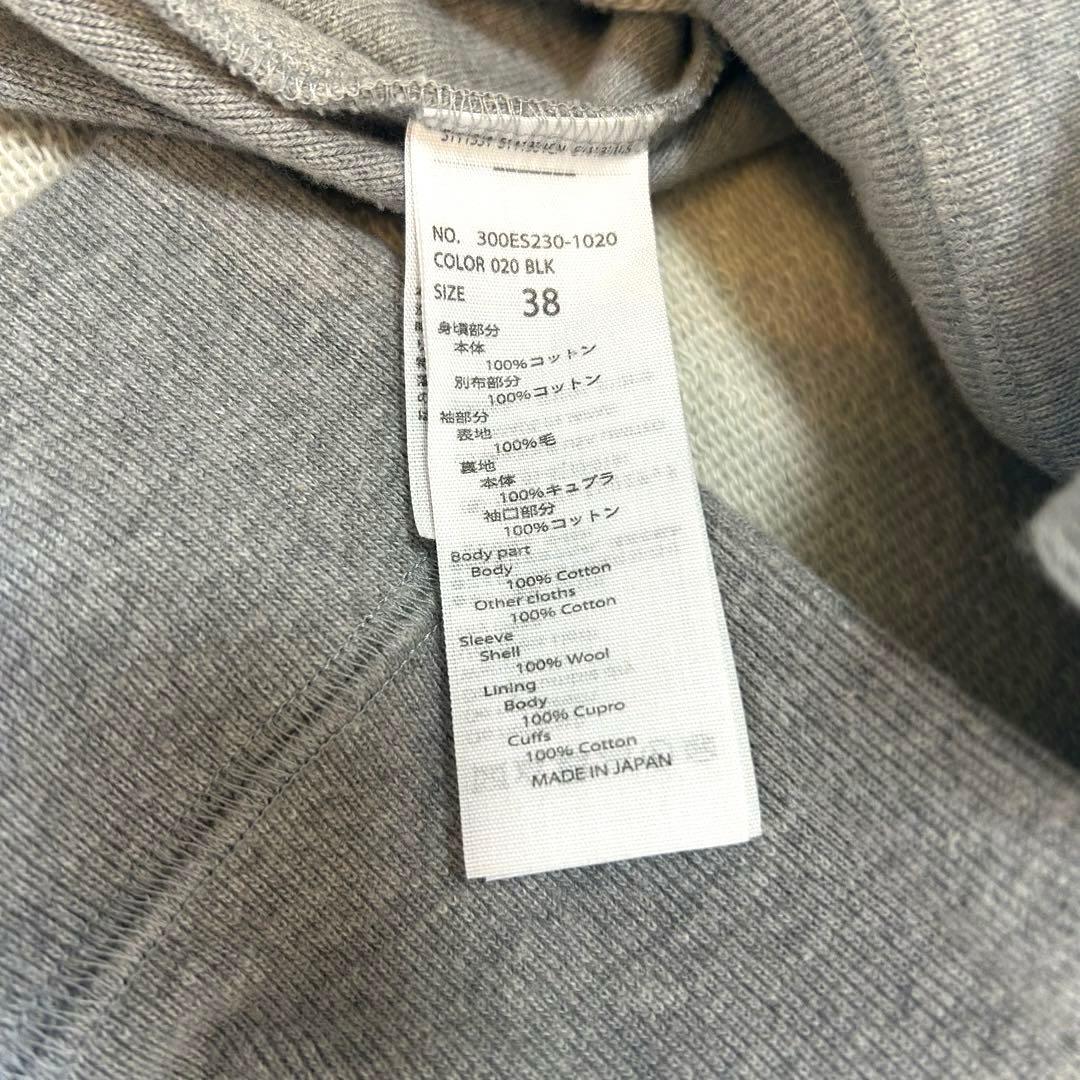 NO. 300ES230-1020
COLOR 020 BLK
SIZE 38
身頃部分
本体
100%コットン
別布部分
100%コットン
袖部分
表地
100%毛
裏地
本体
100%キュプラ
袖口部分
100%コットン
Body part
Body
100% Cotton
Other cloths
100% Cotton
Sleeve
Shell
100% Wool
Lining
Body
100% Cupro
Cuffs
100% Cotton
MADE IN JAPAN